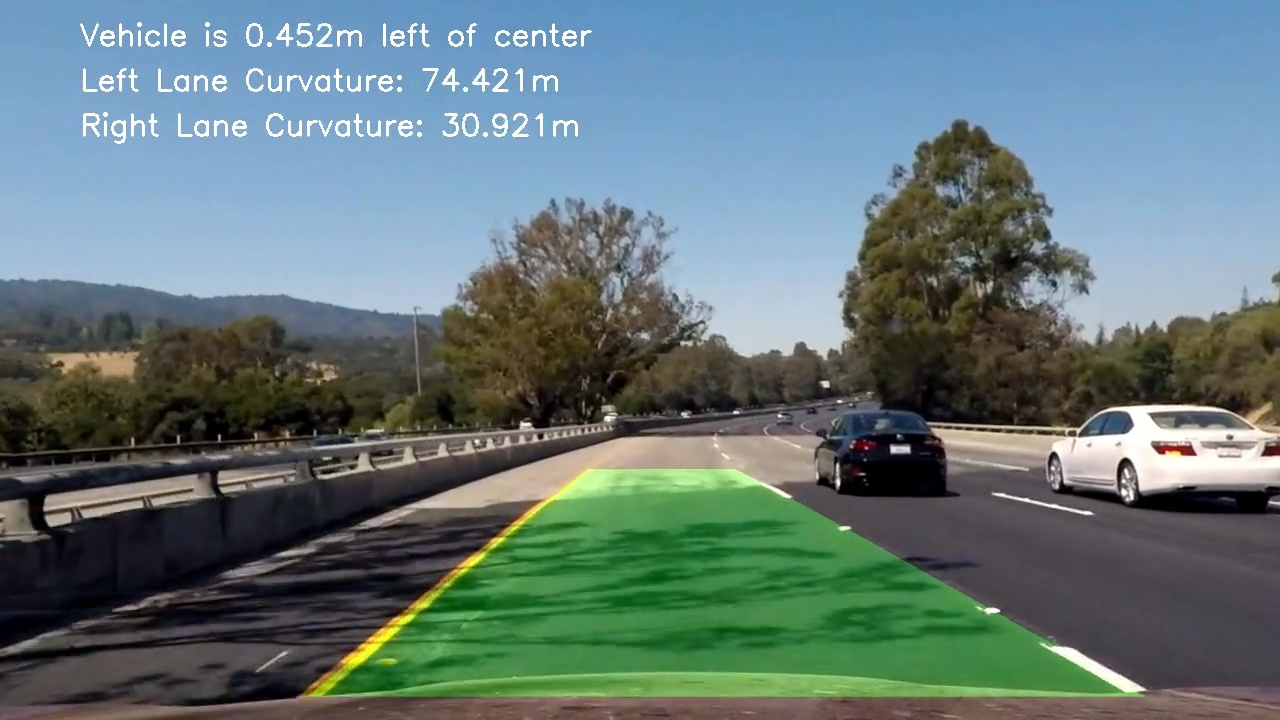 Vehicle is 0.452m left of center
Left Lane Curvature: 74.421m
Right Lane Curvature: 30.921m